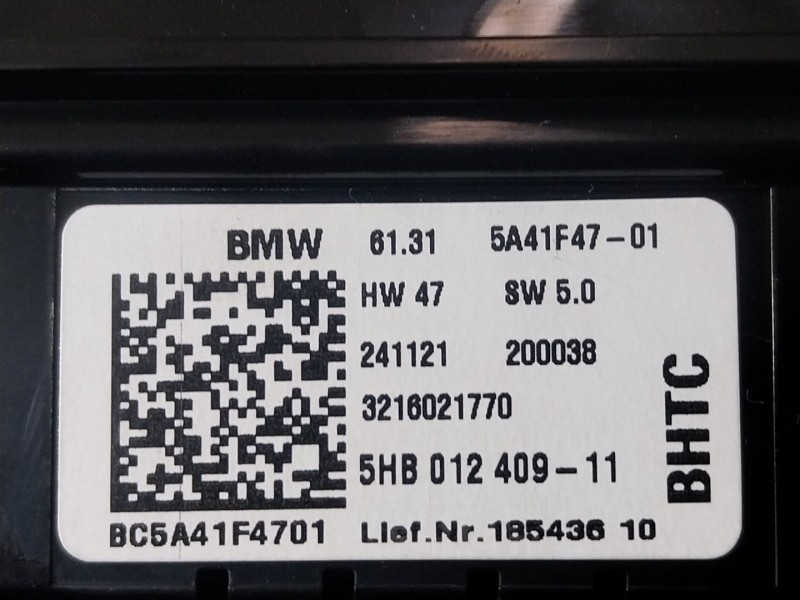 BMW 61.31 5A41F47-01
HW 47 SW 5.0
241121 200038
3216021770
5HB 012 409-11
BC5A41F4701 Lief.Nr.185436 10
BHTC